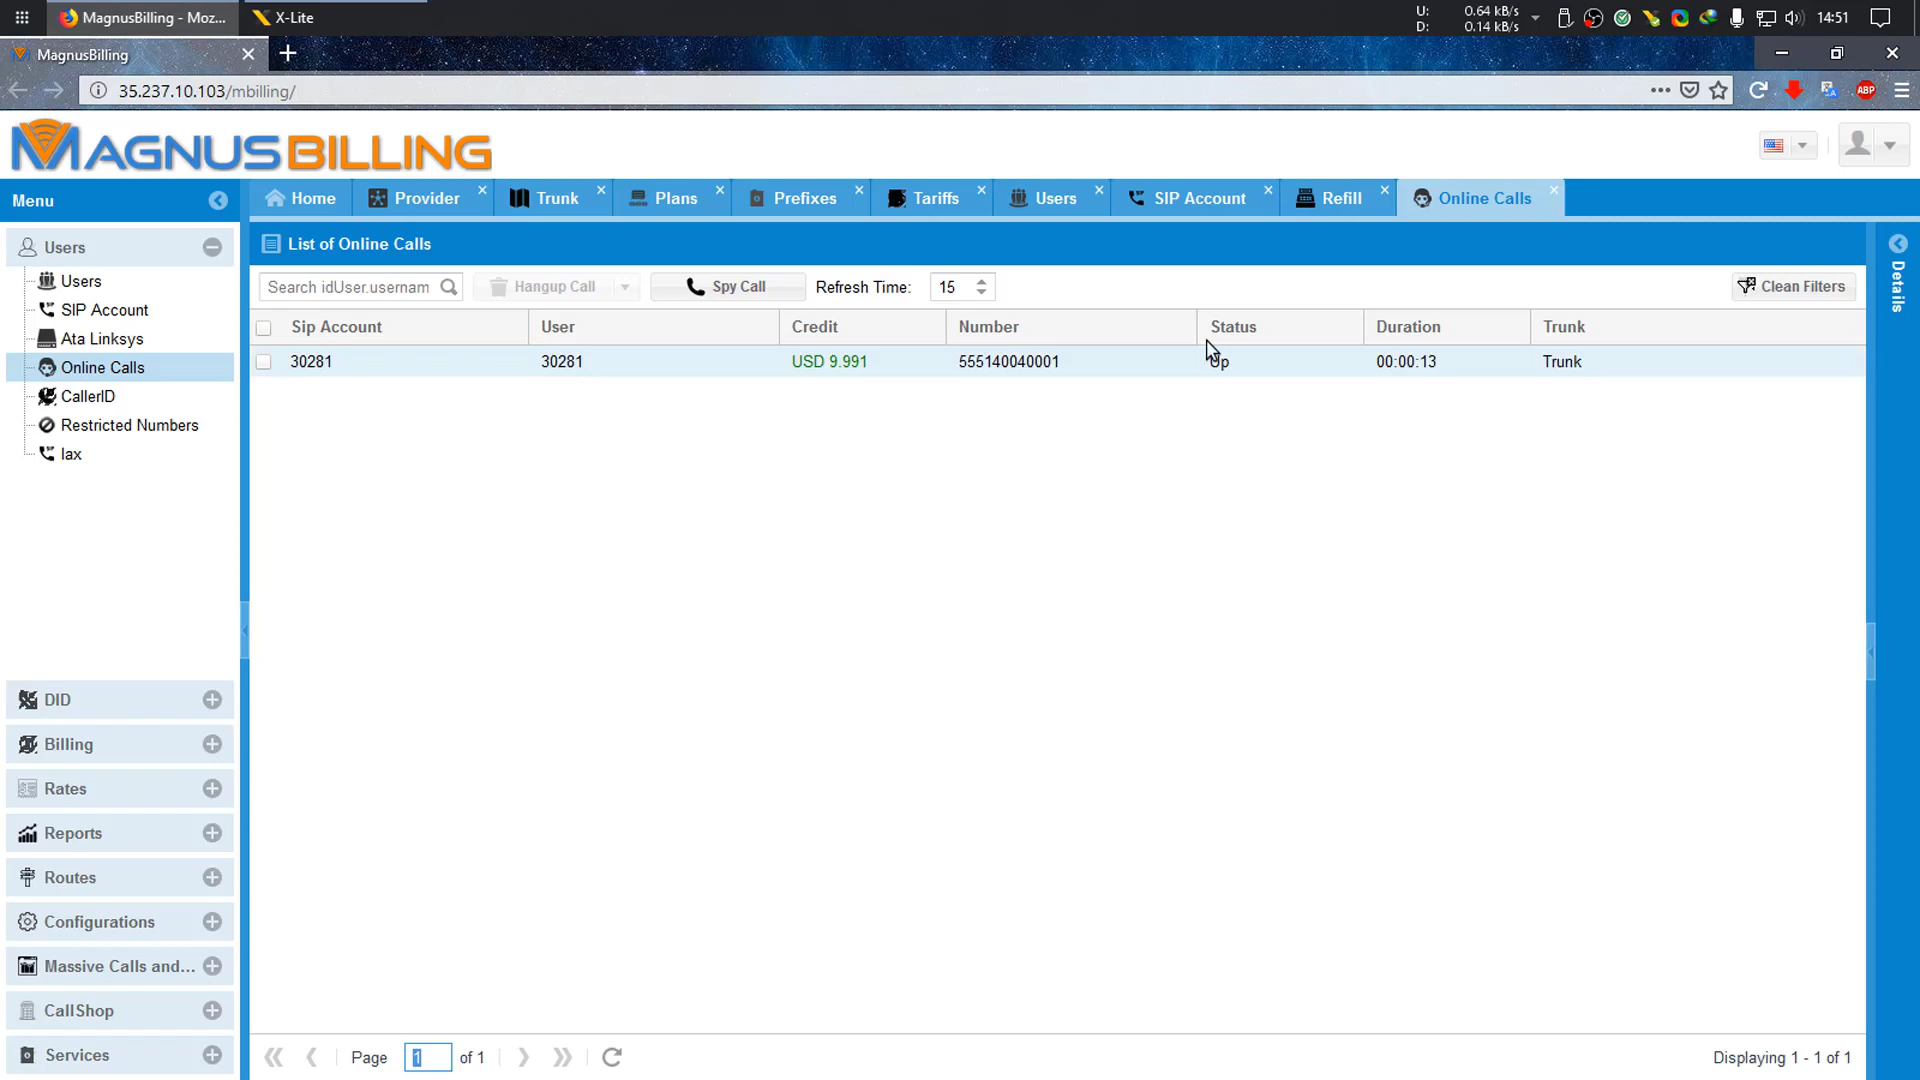 MagnusBilling - Moz...
X-Lite
U: 0.64 kB/s
D: 0.14 kB/s
14:51
MagnusBilling
35.237.10.103/mbilling/
ABP
MAGNUSBILLING
Menu
Home
Provider
Trunk
Plans
Prefixes
Tariffs
Users
SIP Account
Refill
Online Calls
Users
Users
SIP Account
Ata Linksys
Online Calls
CallerID
Restricted Numbers
Iax
DID
Billing
Rates
Reports
Routes
Configurations
Massive Calls and...
CallShop
Services
List of Online Calls
Search idUser.usernam
Hangup Call
Spy Call
Refresh Time:
15
Clean Filters
Sip Account
User
Credit
Number
Status
Duration
Trunk
30281
30281
USD 9.991
555140040001
Up
00:00:13
Trunk
Page
1
of 1
Displaying 1 - 1 of 1
Details